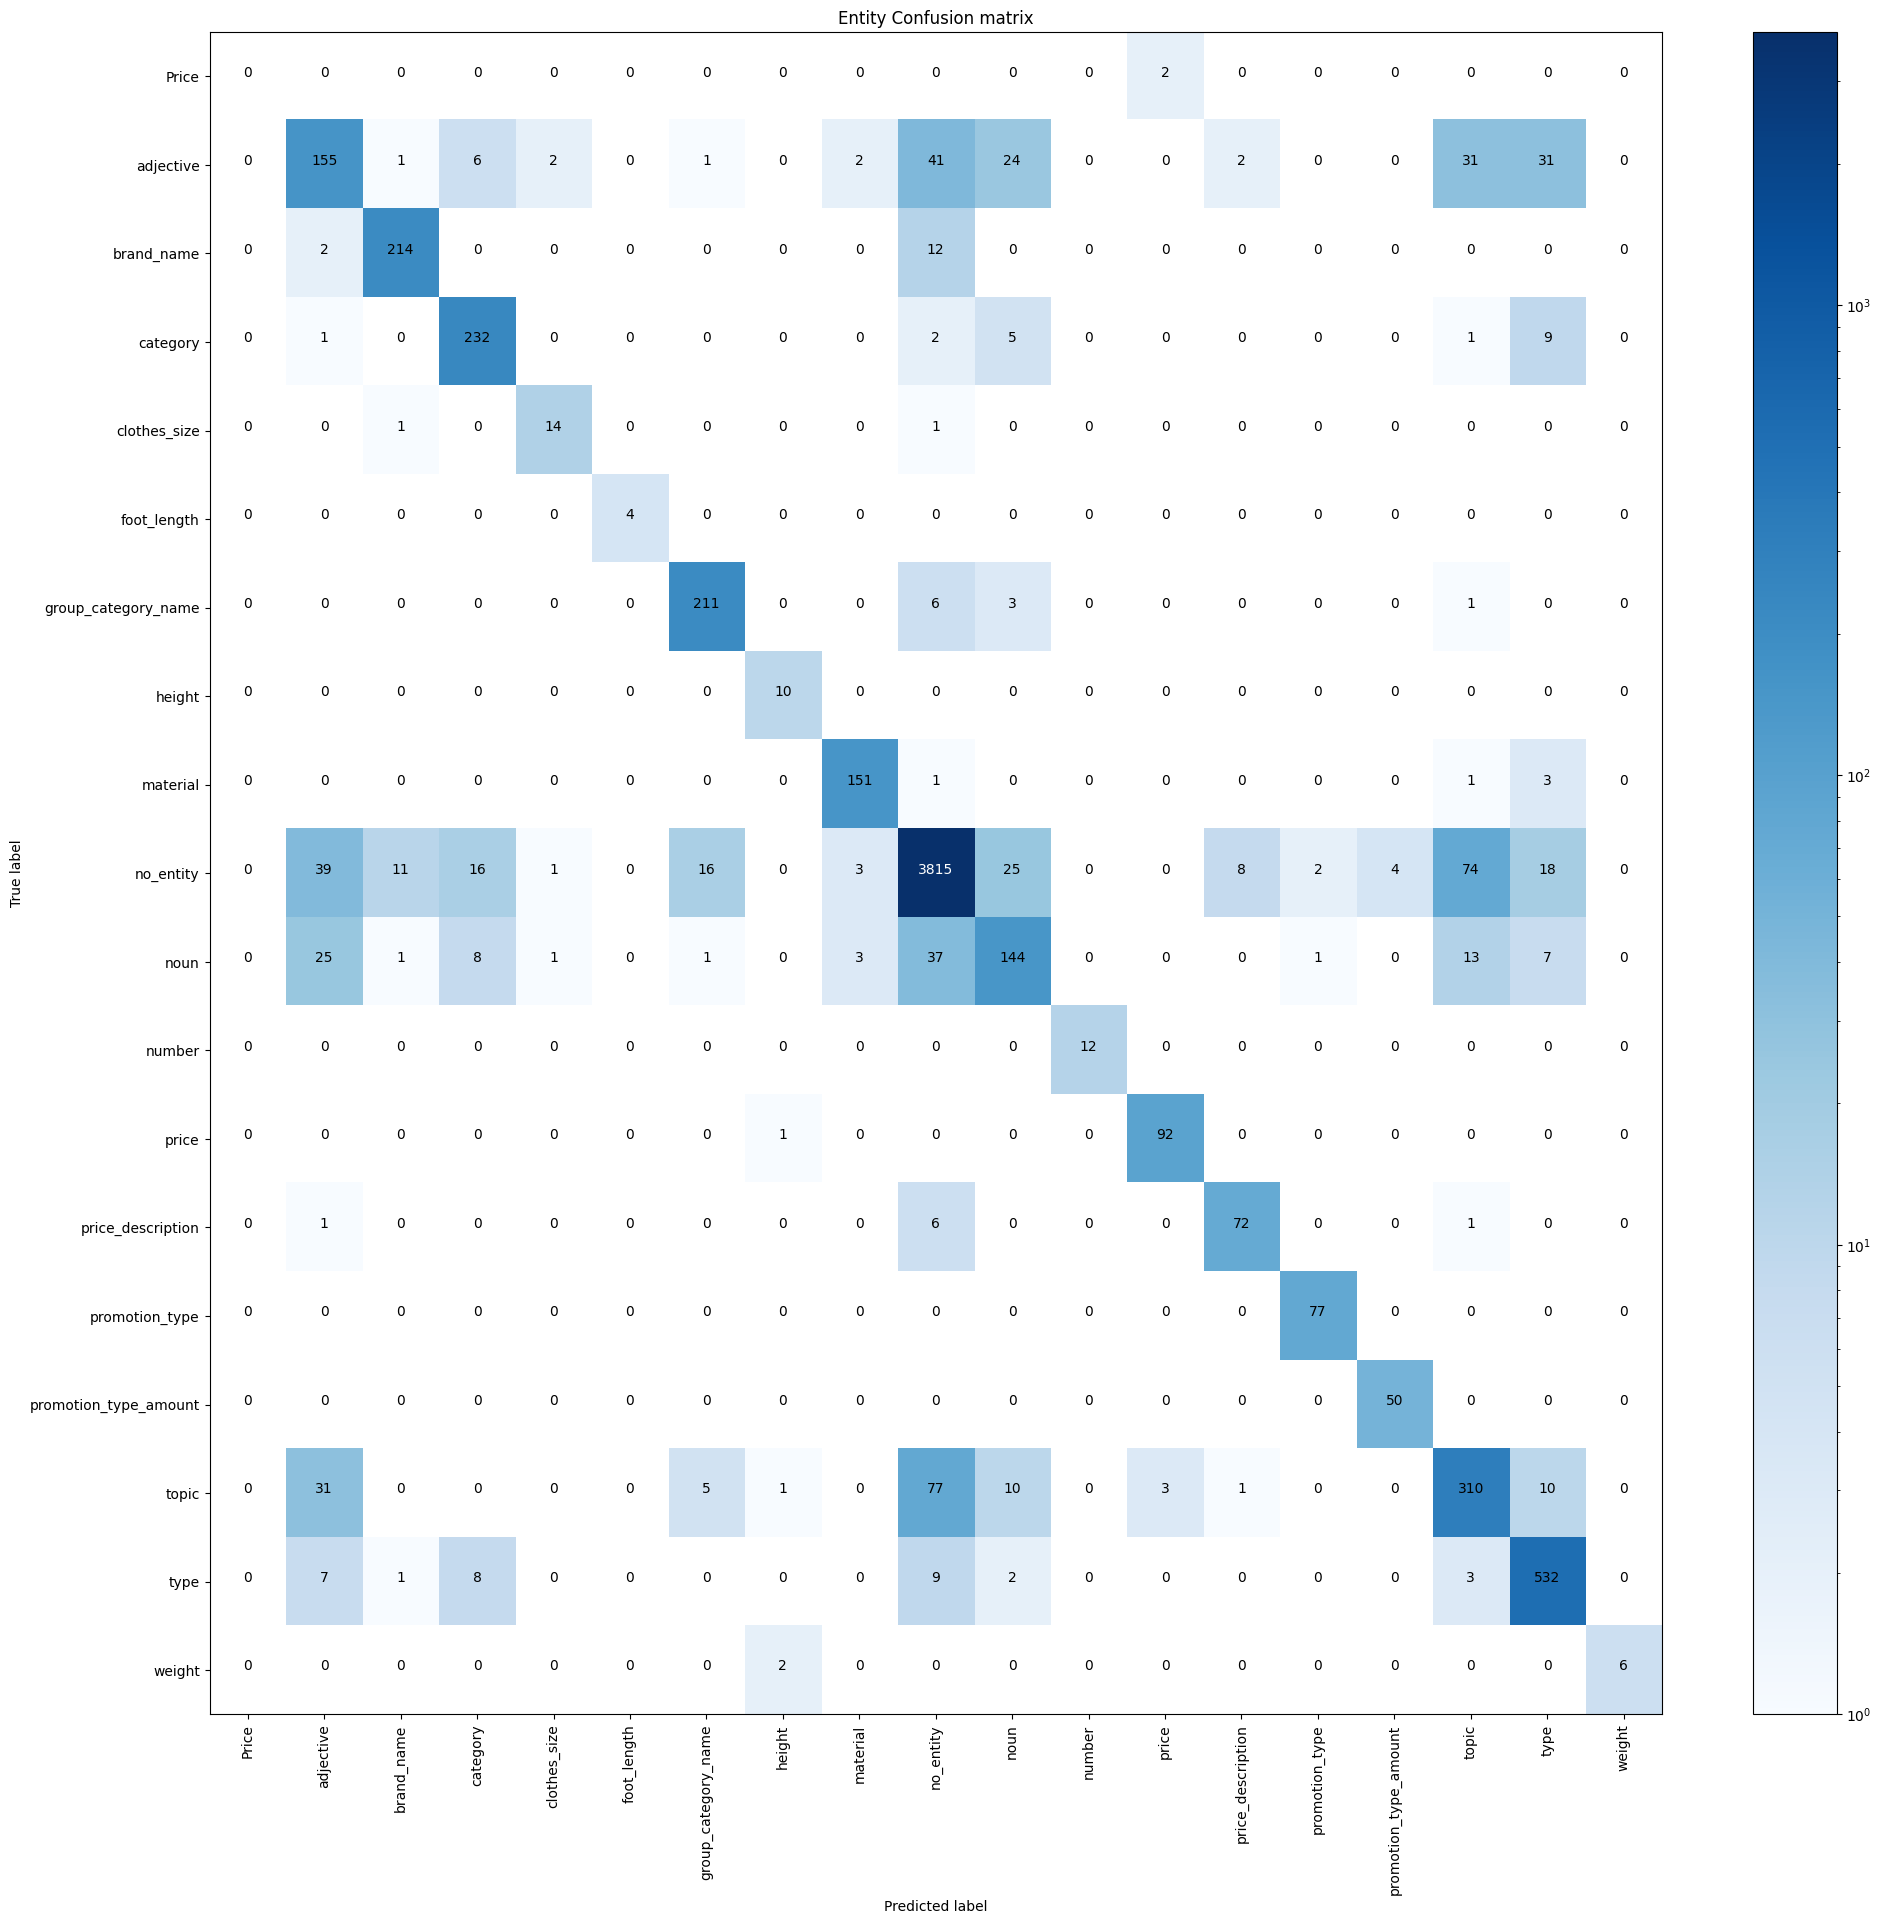 Entity Confusion matrix
Price 0 0 0 0 0 0 0 0 0 0 0 0 2 0 0 0 0 0 0
adjective 0 155 1 6 2 0 1 0 2 41 24 0 0 2 0 0 31 31 0
brand_name 0 2 214 0 0 0 0 0 0 12 0 0 0 0 0 0 0 0 0
category 0 1 0 232 0 0 0 0 0 2 5 0 0 0 0 0 1 9 0
clothes_size 0 0 1 0 14 0 0 0 0 1 0 0 0 0 0 0 0 0 0
foot_length 0 0 0 0 0 4 0 0 0 0 0 0 0 0 0 0 0 0 0
group_category_name 0 0 0 0 0 0 211 0 0 6 3 0 0 0 0 0 1 0 0
height 0 0 0 0 0 0 0 10 0 0 0 0 0 0 0 0 0 0 0
material 0 0 0 0 0 0 0 0 151 1 0 0 0 0 0 0 1 3 0
no_entity 0 39 11 16 1 0 16 0 3 3815 25 0 0 8 2 4 74 18 0
noun 0 25 1 8 1 0 1 0 3 37 144 0 0 0 1 0 13 7 0
number 0 0 0 0 0 0 0 0 0 0 0 12 0 0 0 0 0 0 0
price 0 0 0 0 0 0 0 1 0 0 0 0 92 0 0 0 0 0 0
price_description 0 1 0 0 0 0 0 0 0 6 0 0 0 72 0 0 1 0 0
promotion_type 0 0 0 0 0 0 0 0 0 0 0 0 0 0 77 0 0 0 0
promotion_type_amount 0 0 0 0 0 0 0 0 0 0 0 0 0 0 0 50 0 0 0
topic 0 31 0 0 0 0 5 1 0 77 10 0 3 1 0 0 310 10 0
type 0 7 1 8 0 0 0 0 0 9 2 0 0 0 0 0 3 532 0
weight 0 0 0 0 0 0 0 2 0 0 0 0 0 0 0 0 0 0 6
True label
Price
adjective
brand_name
category
clothes_size
foot_length
group_category_name
height
material
no_entity
noun
number
price
price_description
promotion_type
promotion_type_amount
topic
type
weight
Predicted label
10³
10²
10¹
10⁰